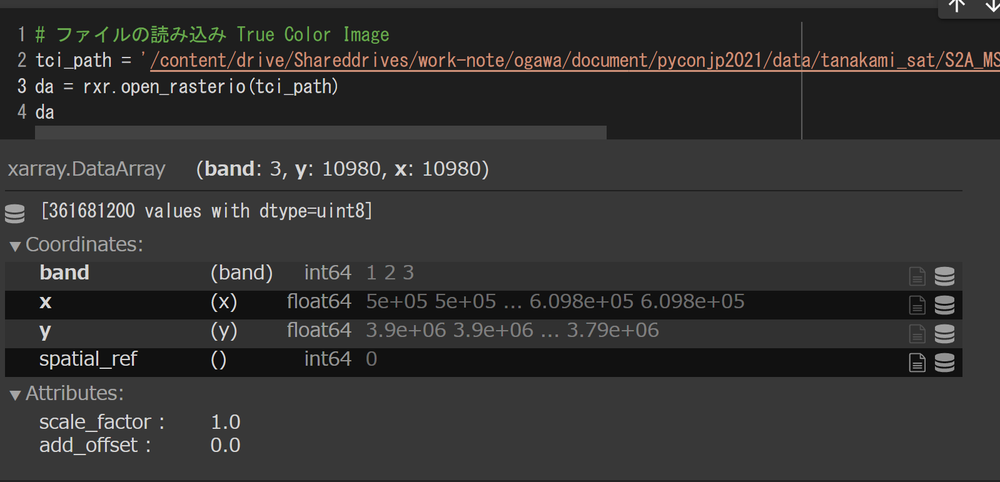 1 # ファイルの読み込み True Color Image
2 tci_path = '/content/drive/Shareddrives/work-note/ogawa/document/pyconjp2021/data/tanakami_sat/S2A_MS
3 da = rxr.open_rasterio(tci_path)
4 da
xarray.DataArray (band: 3, y: 10980, x: 10980)
[361681200 values with dtype=uint8]
▼Coordinates:
band (band) int64 1 2 3
x (x) float64 5e+05 5e+05 ... 6.098e+05 6.098e+05
y (y) float64 3.9e+06 3.9e+06 ... 3.79e+06
spatial_ref () int64 0
▼Attributes:
scale_factor : 1.0
add_offset : 0.0